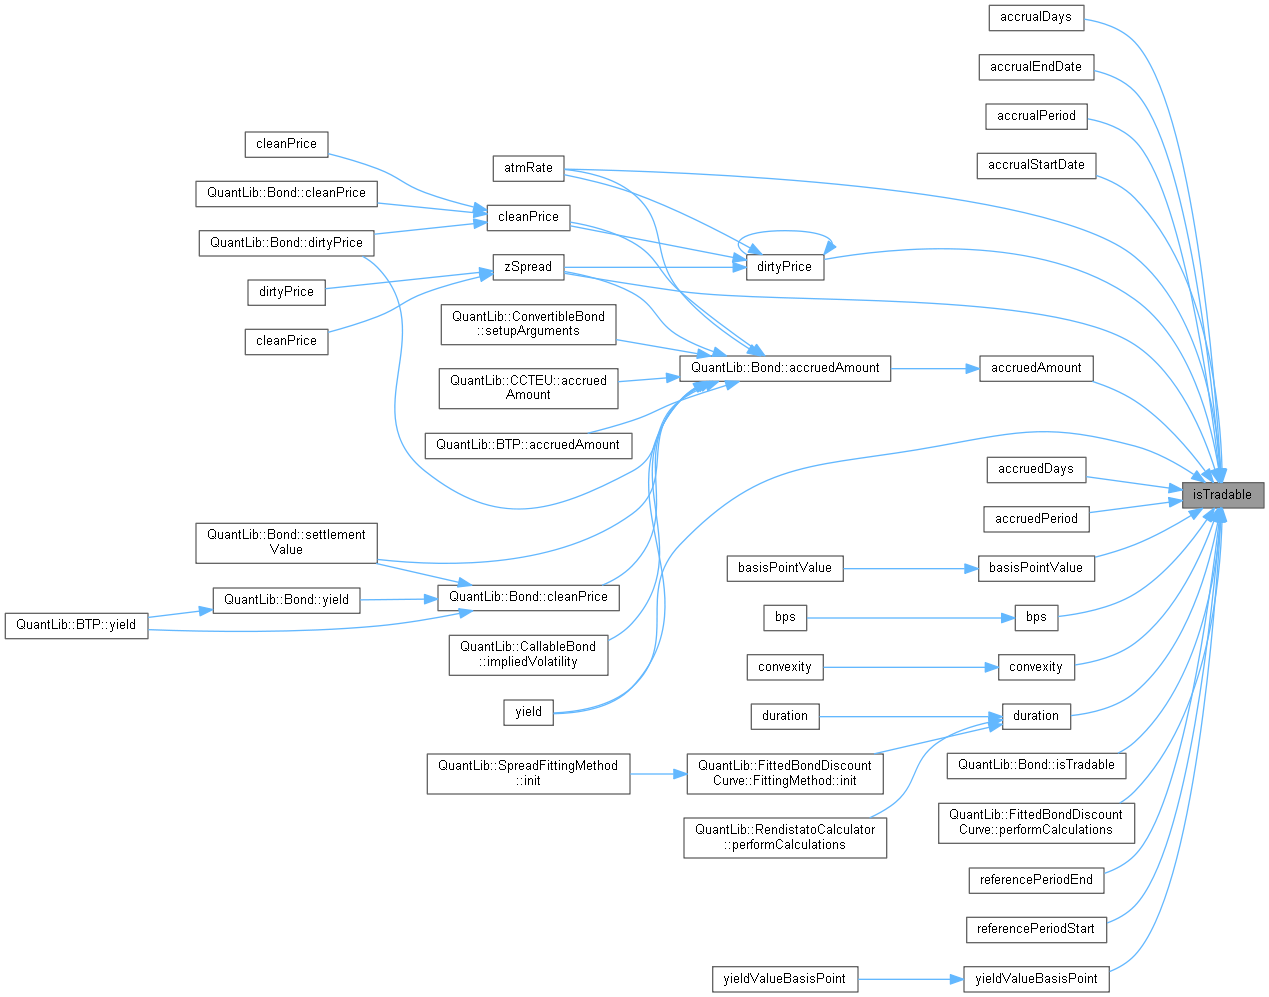 accrualDays
accrualEndDate
accrualPeriod
cleanPrice
accrualStartDate
atmRate
QuantLib::Bond::cleanPrice
cleanPrice
QuantLib::Bond::dirtyPrice
zSpread
dirtyPrice
dirtyPrice
QuantLib::ConvertibleBond
::setupArguments
cleanPrice
QuantLib::Bond::accruedAmount
accruedAmount
QuantLib::CCTEU::accrued
Amount
QuantLib::BTP::accruedAmount
accruedDays
isTradable
accruedPeriod
QuantLib::Bond::settlement
Value
basisPointValue
basisPointValue
QuantLib::Bond::yield
QuantLib::Bond::cleanPrice
QuantLib::BTP::yield
bps
bps
QuantLib::CallableBond
::impliedVolatility
convexity
convexity
yield
duration
duration
QuantLib::SpreadFittingMethod
::init
QuantLib::FittedBondDiscount
Curve::FittingMethod::init
QuantLib::Bond::isTradable
QuantLib::RendistatoCalculator
::performCalculations
QuantLib::FittedBondDiscount
Curve::performCalculations
referencePeriodEnd
referencePeriodStart
yieldValueBasisPoint
yieldValueBasisPoint